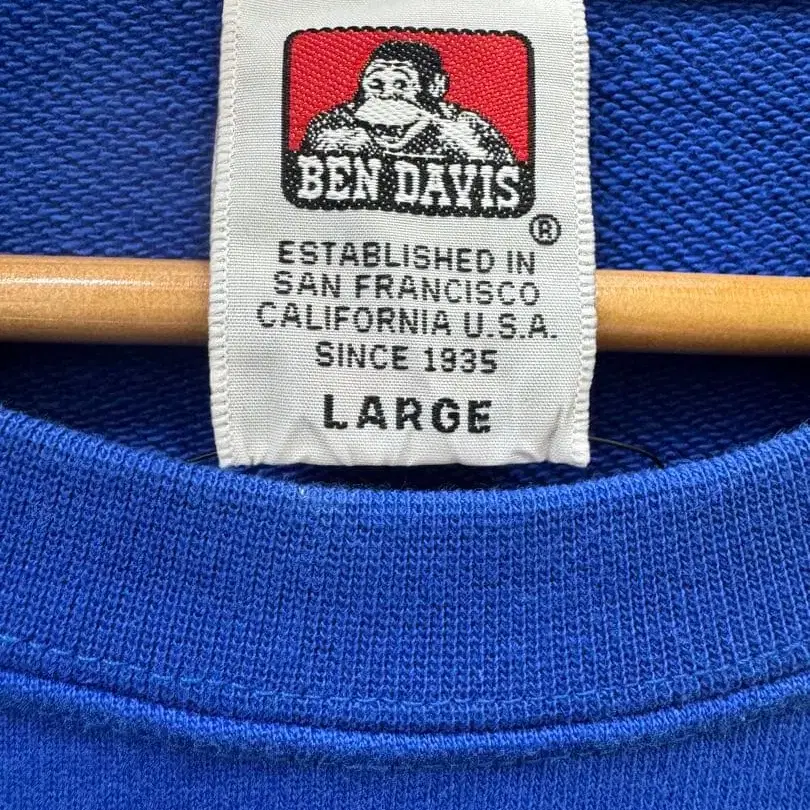 BEN DAVIS
®
ESTABLISHED IN
SAN FRANCISCO
CALIFORNIA U.S.A.
SINCE 1935
LARGE